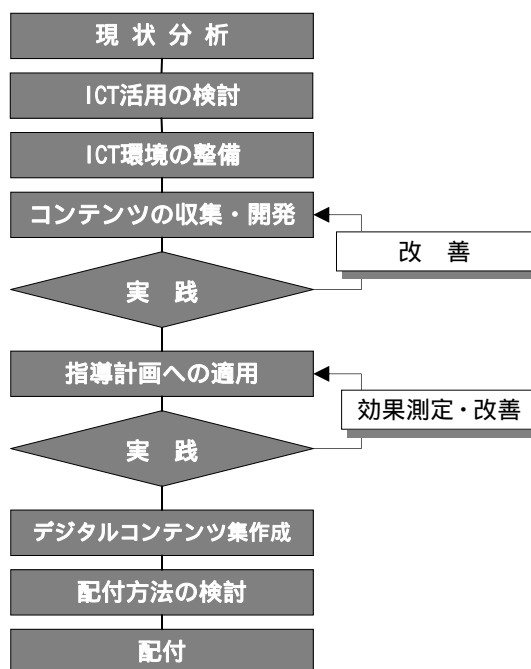 現 状 分 析
ICT活用の検討
ICT環境の整備
コンテンツの収集・開発
改　善
実　践
指導計画への適用
効果測定・改善
実　践
デジタルコンテンツ集作成
配付方法の検討
配付